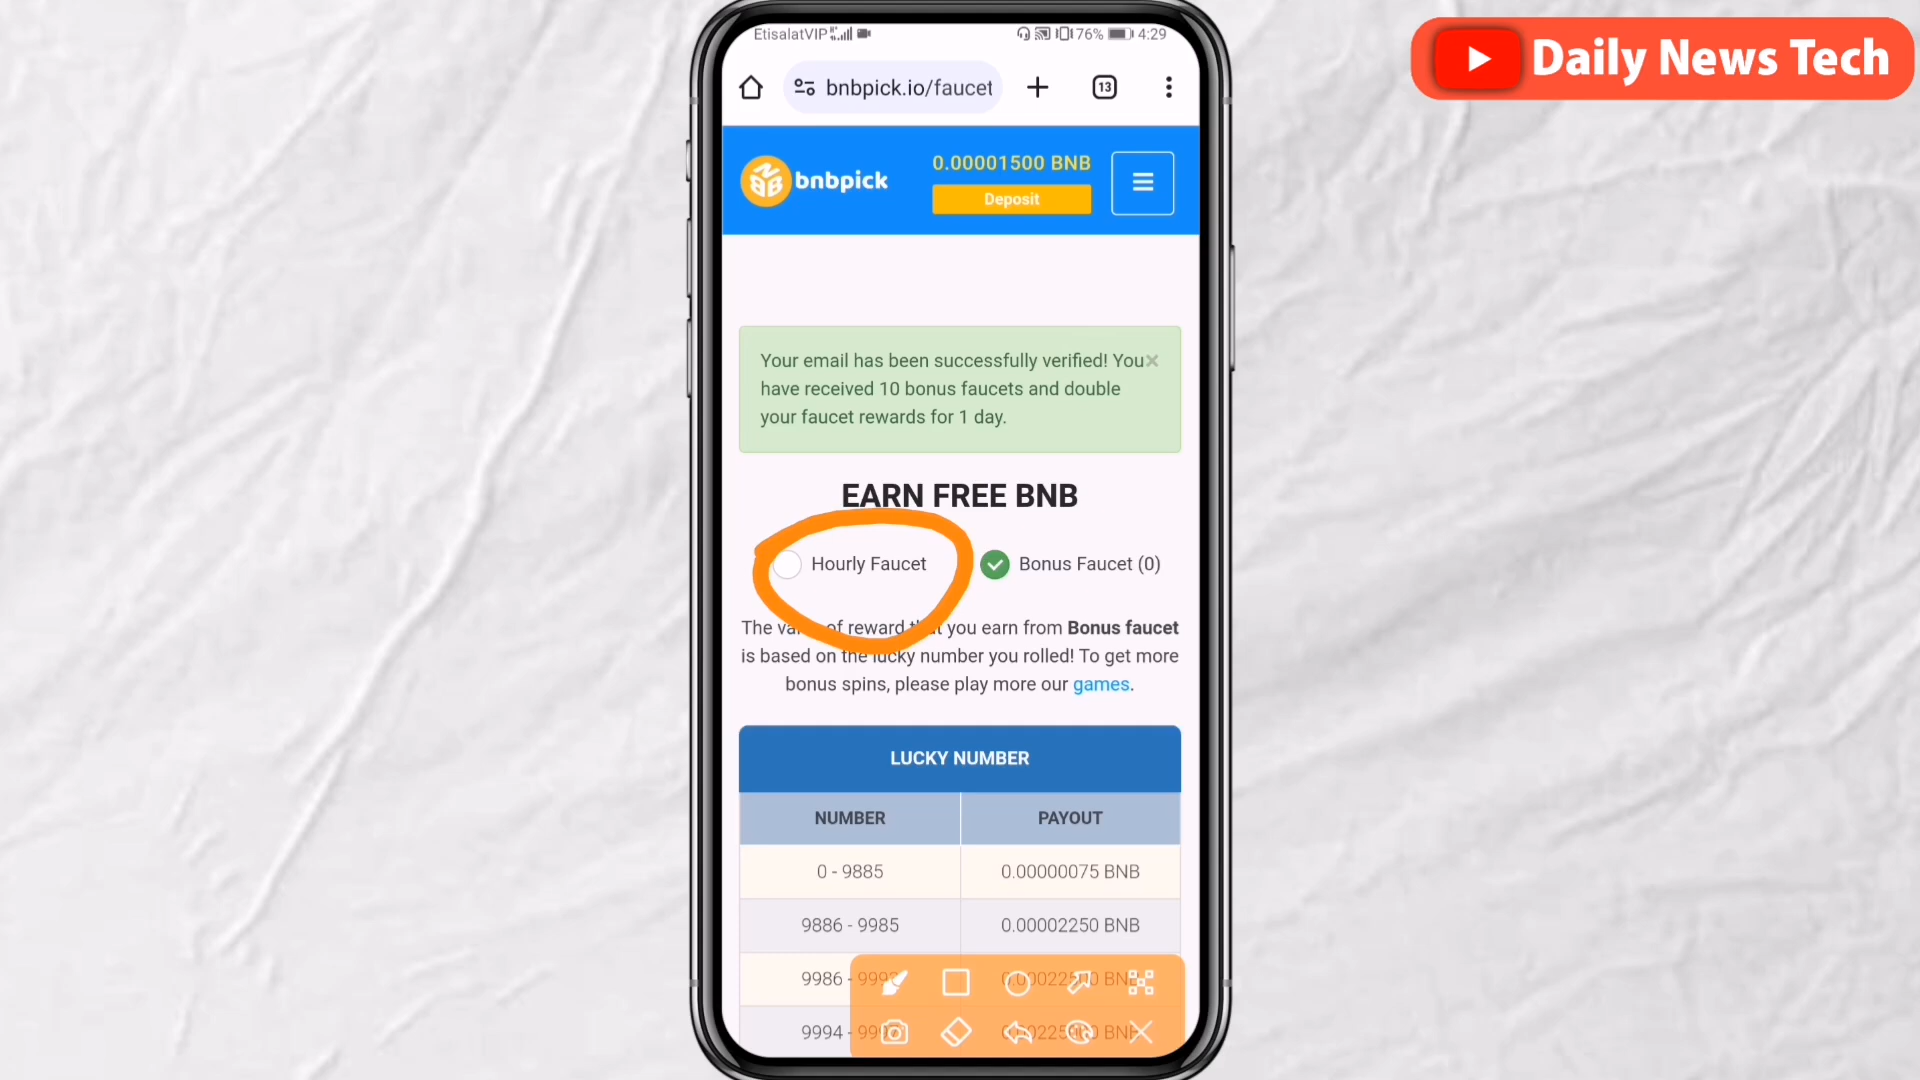 Daily News Tech
EtisalatVIP
76% 4:29
bnbpick.io/faucet
13
bnbpick
0.00001500 BNB
Deposit
Your email has been successfully verified! You
have received 10 bonus faucets and double
your faucet rewards for 1 day.
EARN FREE BNB
Hourly Faucet
Bonus Faucet (0)
The of reward you earn from Bonus faucet
is based on the lucky number you rolled! To get more
bonus spins, please play more our games.
LUCKY NUMBER
NUMBER PAYOUT
0 - 9885 0.00000075 BNB
9886 - 9985 0.00002250 BNB
9986 -
9994 -